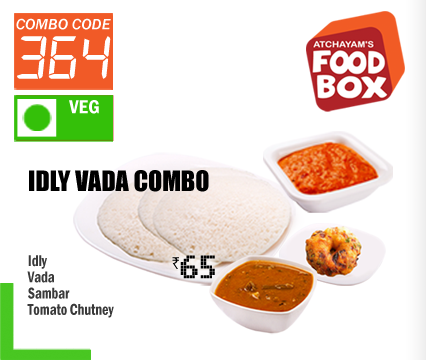 COMBO CODE
364
VEG
ATCHAYAM'S
FOOD
BOX
IDLY VADA COMBO
₹65
Idly
Vada
Sambar
Tomato Chutney